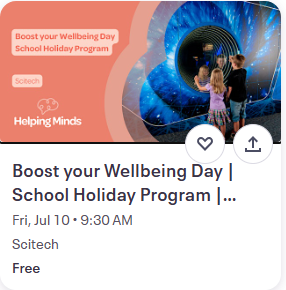 Boost your Wellbeing Day
School Holiday Program
Scitech
Helping Minds
Boost your Wellbeing Day |
School Holiday Program |...
Fri, Jul 10 • 9:30 AM
Scitech
Free